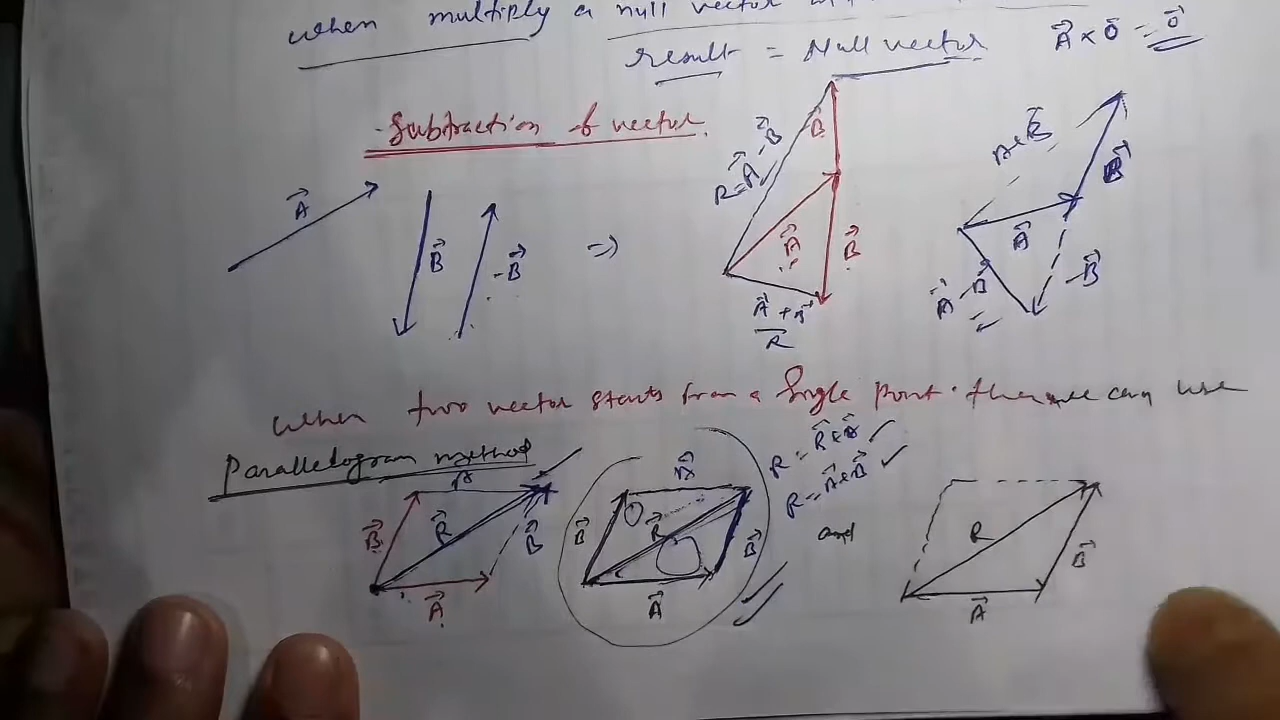 when multiply a null vector
result = Null vector A⃗ × 0⃗ = 0⃗
Subtraction of vector.
A⃗
B⃗
-B⃗
=>
R = A⃗ - B⃗
B⃗
A⃗
B⃗
A⃗ +
R
A + B⃗
B⃗
A⃗
-B⃗
A⃗ - B⃗
When two vector starts from a Single point. then we can use
Parallelogram method
A⃗
B⃗
R⃗
B⃗
A⃗
A⃗
B⃗
R⃗
B⃗
A⃗
R = B⃗ + A⃗
R = A⃗ + B⃗
and
R
B⃗
A⃗